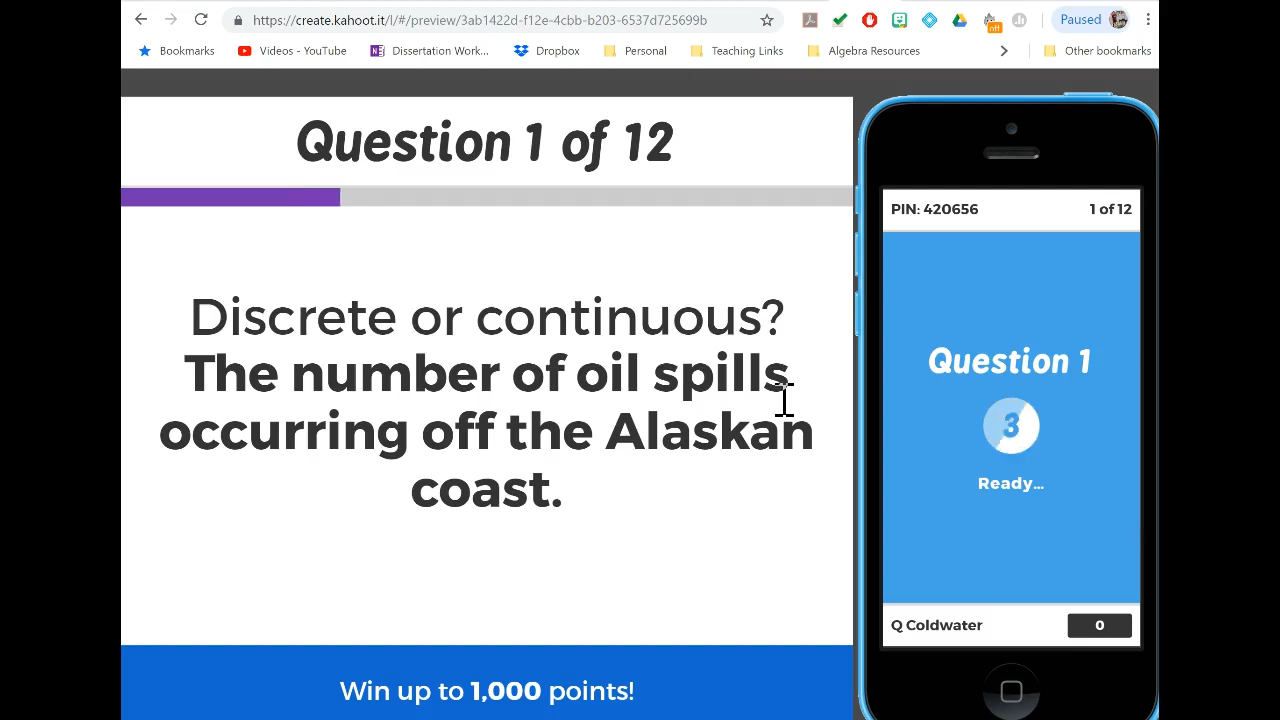 https://create.kahoot.it/l/#/preview/3ab1422d-f12e-4cbb-b203-6537d725699b
off
Paused
Bookmarks
Videos - YouTube
Dissertation Work...
Dropbox
Personal
Teaching Links
Algebra Resources
Other bookmarks
Question 1 of 12
Discrete or continuous?
The number of oil spills
occurring off the Alaskan
coast.
Win up to 1,000 points!
PIN: 420656 1 of 12
Question 1
3
Ready...
Q Coldwater 0